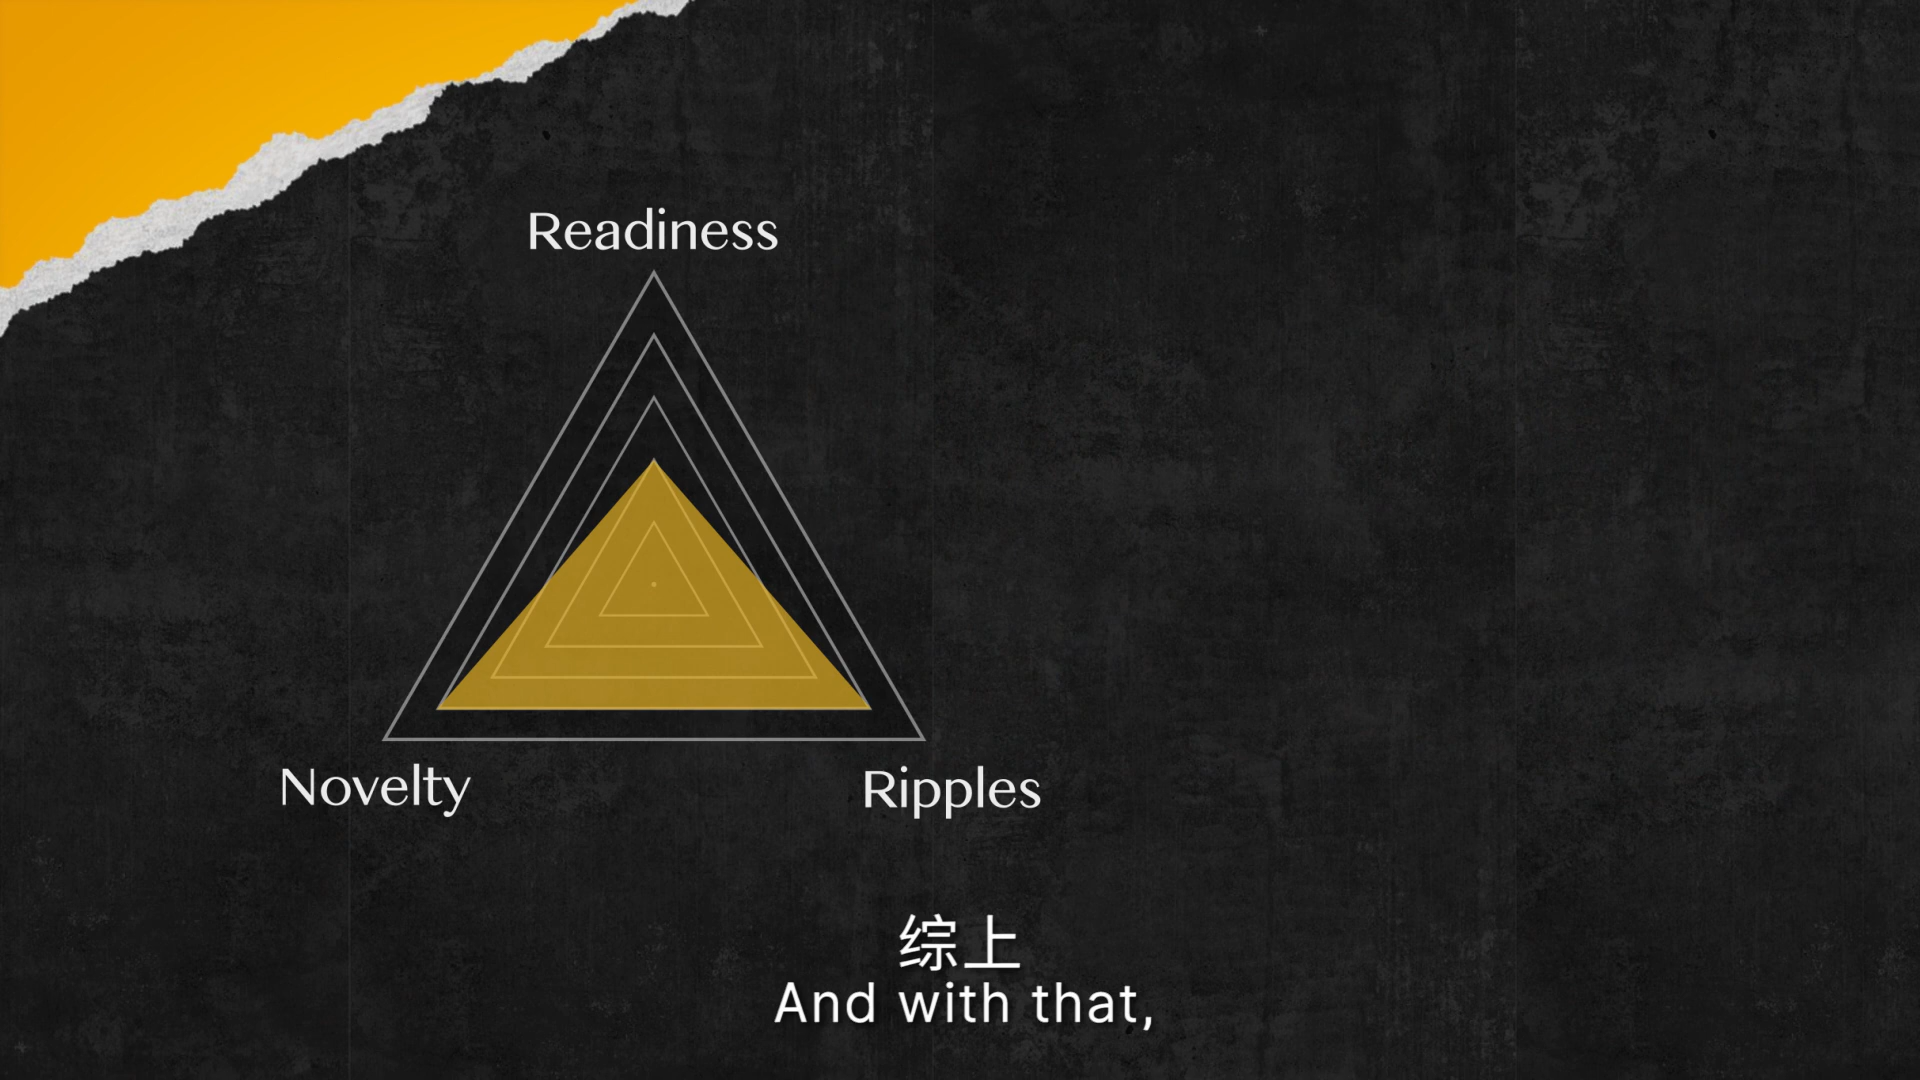 Readiness
Novelty
Ripples
综上
And with that,